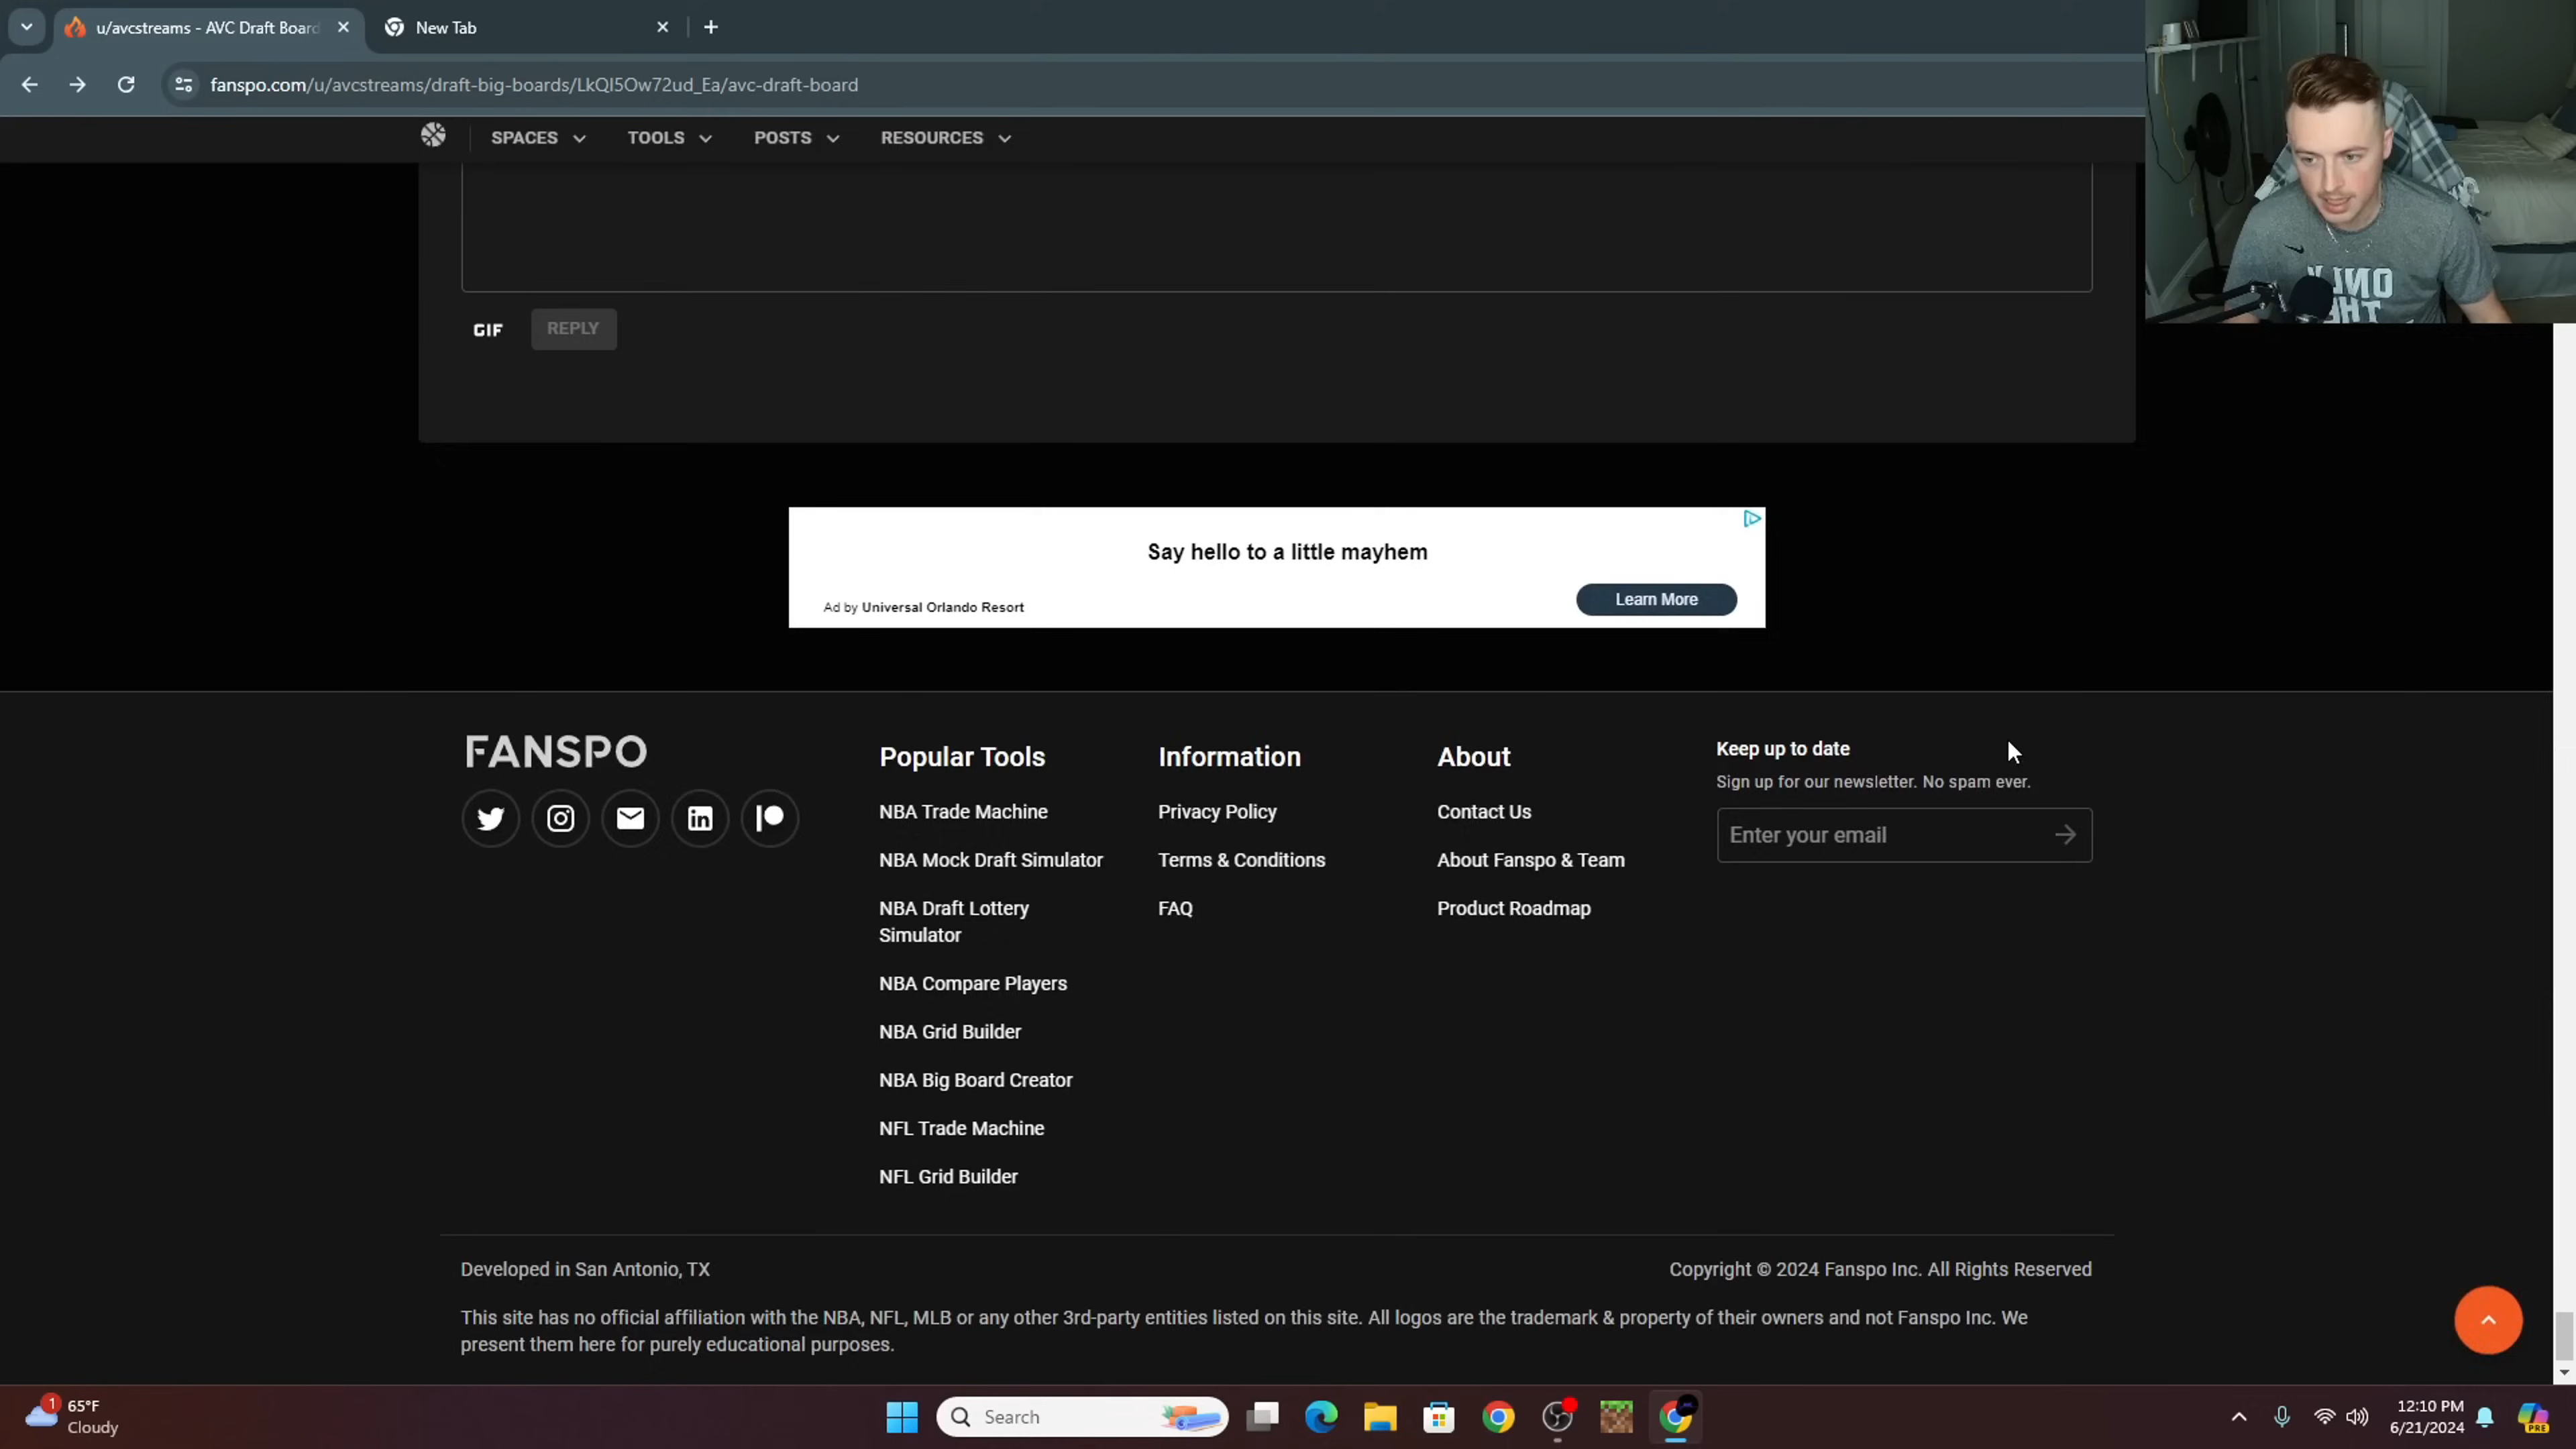 u/avcstreams - AVC Draft Board
New Tab
fanspo.com/u/avcstreams/draft-big-boards/LkQI5Ow72ud_Ea/avc-draft-board
SPACES
TOOLS
POSTS
RESOURCES
GIF
REPLY
Say hello to a little mayhem
Ad by Universal Orlando Resort
Learn More
FANSPO
Popular Tools
NBA Trade Machine
NBA Mock Draft Simulator
NBA Draft Lottery
Simulator
NBA Compare Players
NBA Grid Builder
NBA Big Board Creator
NFL Trade Machine
NFL Grid Builder
Information
Privacy Policy
Terms & Conditions
FAQ
About
Contact Us
About Fanspo & Team
Product Roadmap
Keep up to date
Sign up for our newsletter. No spam ever.
Enter your email
Developed in San Antonio, TX
Copyright © 2024 Fanspo Inc. All Rights Reserved
This site has no official affiliation with the NBA, NFL, MLB or any other 3rd-party entities listed on this site. All logos are the trademark & property of their owners and not Fanspo Inc. We
present them here for purely educational purposes.
1
65°F
Cloudy
Search
12:10 PM
6/21/2024
PRE